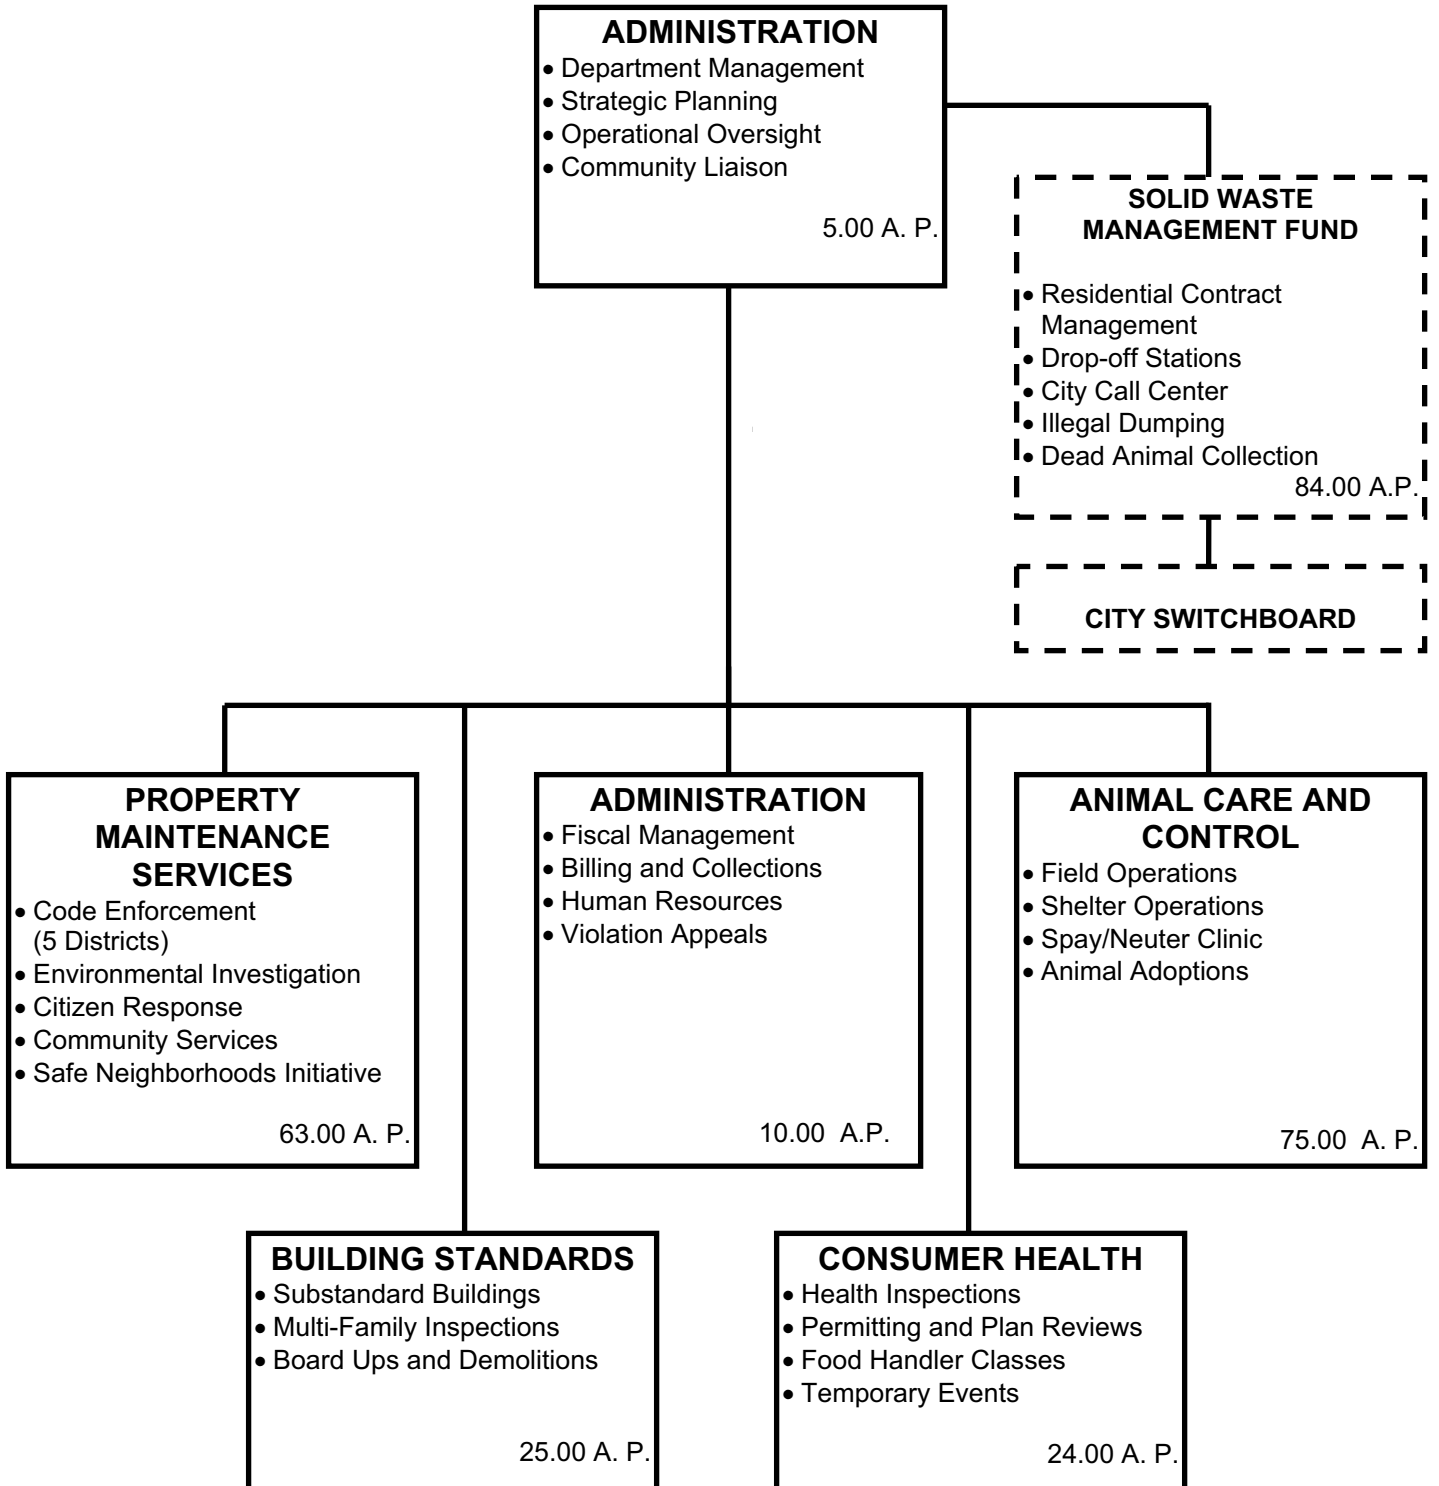 ADMINISTRATION
• Department Management
• Strategic Planning
• Operational Oversight
• Community Liaison
5.00 A. P.
SOLID WASTE
MANAGEMENT FUND
• Residential Contract
Management
• Drop-off Stations
• City Call Center
• Illegal Dumping
• Dead Animal Collection
84.00 A.P.
CITY SWITCHBOARD
PROPERTY
MAINTENANCE
SERVICES
• Code Enforcement
(5 Districts)
• Environmental Investigation
• Citizen Response
• Community Services
• Safe Neighborhoods Initiative
63.00 A. P.
ADMINISTRATION
• Fiscal Management
• Billing and Collections
• Human Resources
• Violation Appeals
10.00 A.P.
ANIMAL CARE AND
CONTROL
• Field Operations
• Shelter Operations
• Spay/Neuter Clinic
• Animal Adoptions
75.00 A. P.
BUILDING STANDARDS
• Substandard Buildings
• Multi-Family Inspections
• Board Ups and Demolitions
25.00 A. P.
CONSUMER HEALTH
• Health Inspections
• Permitting and Plan Reviews
• Food Handler Classes
• Temporary Events
24.00 A. P.